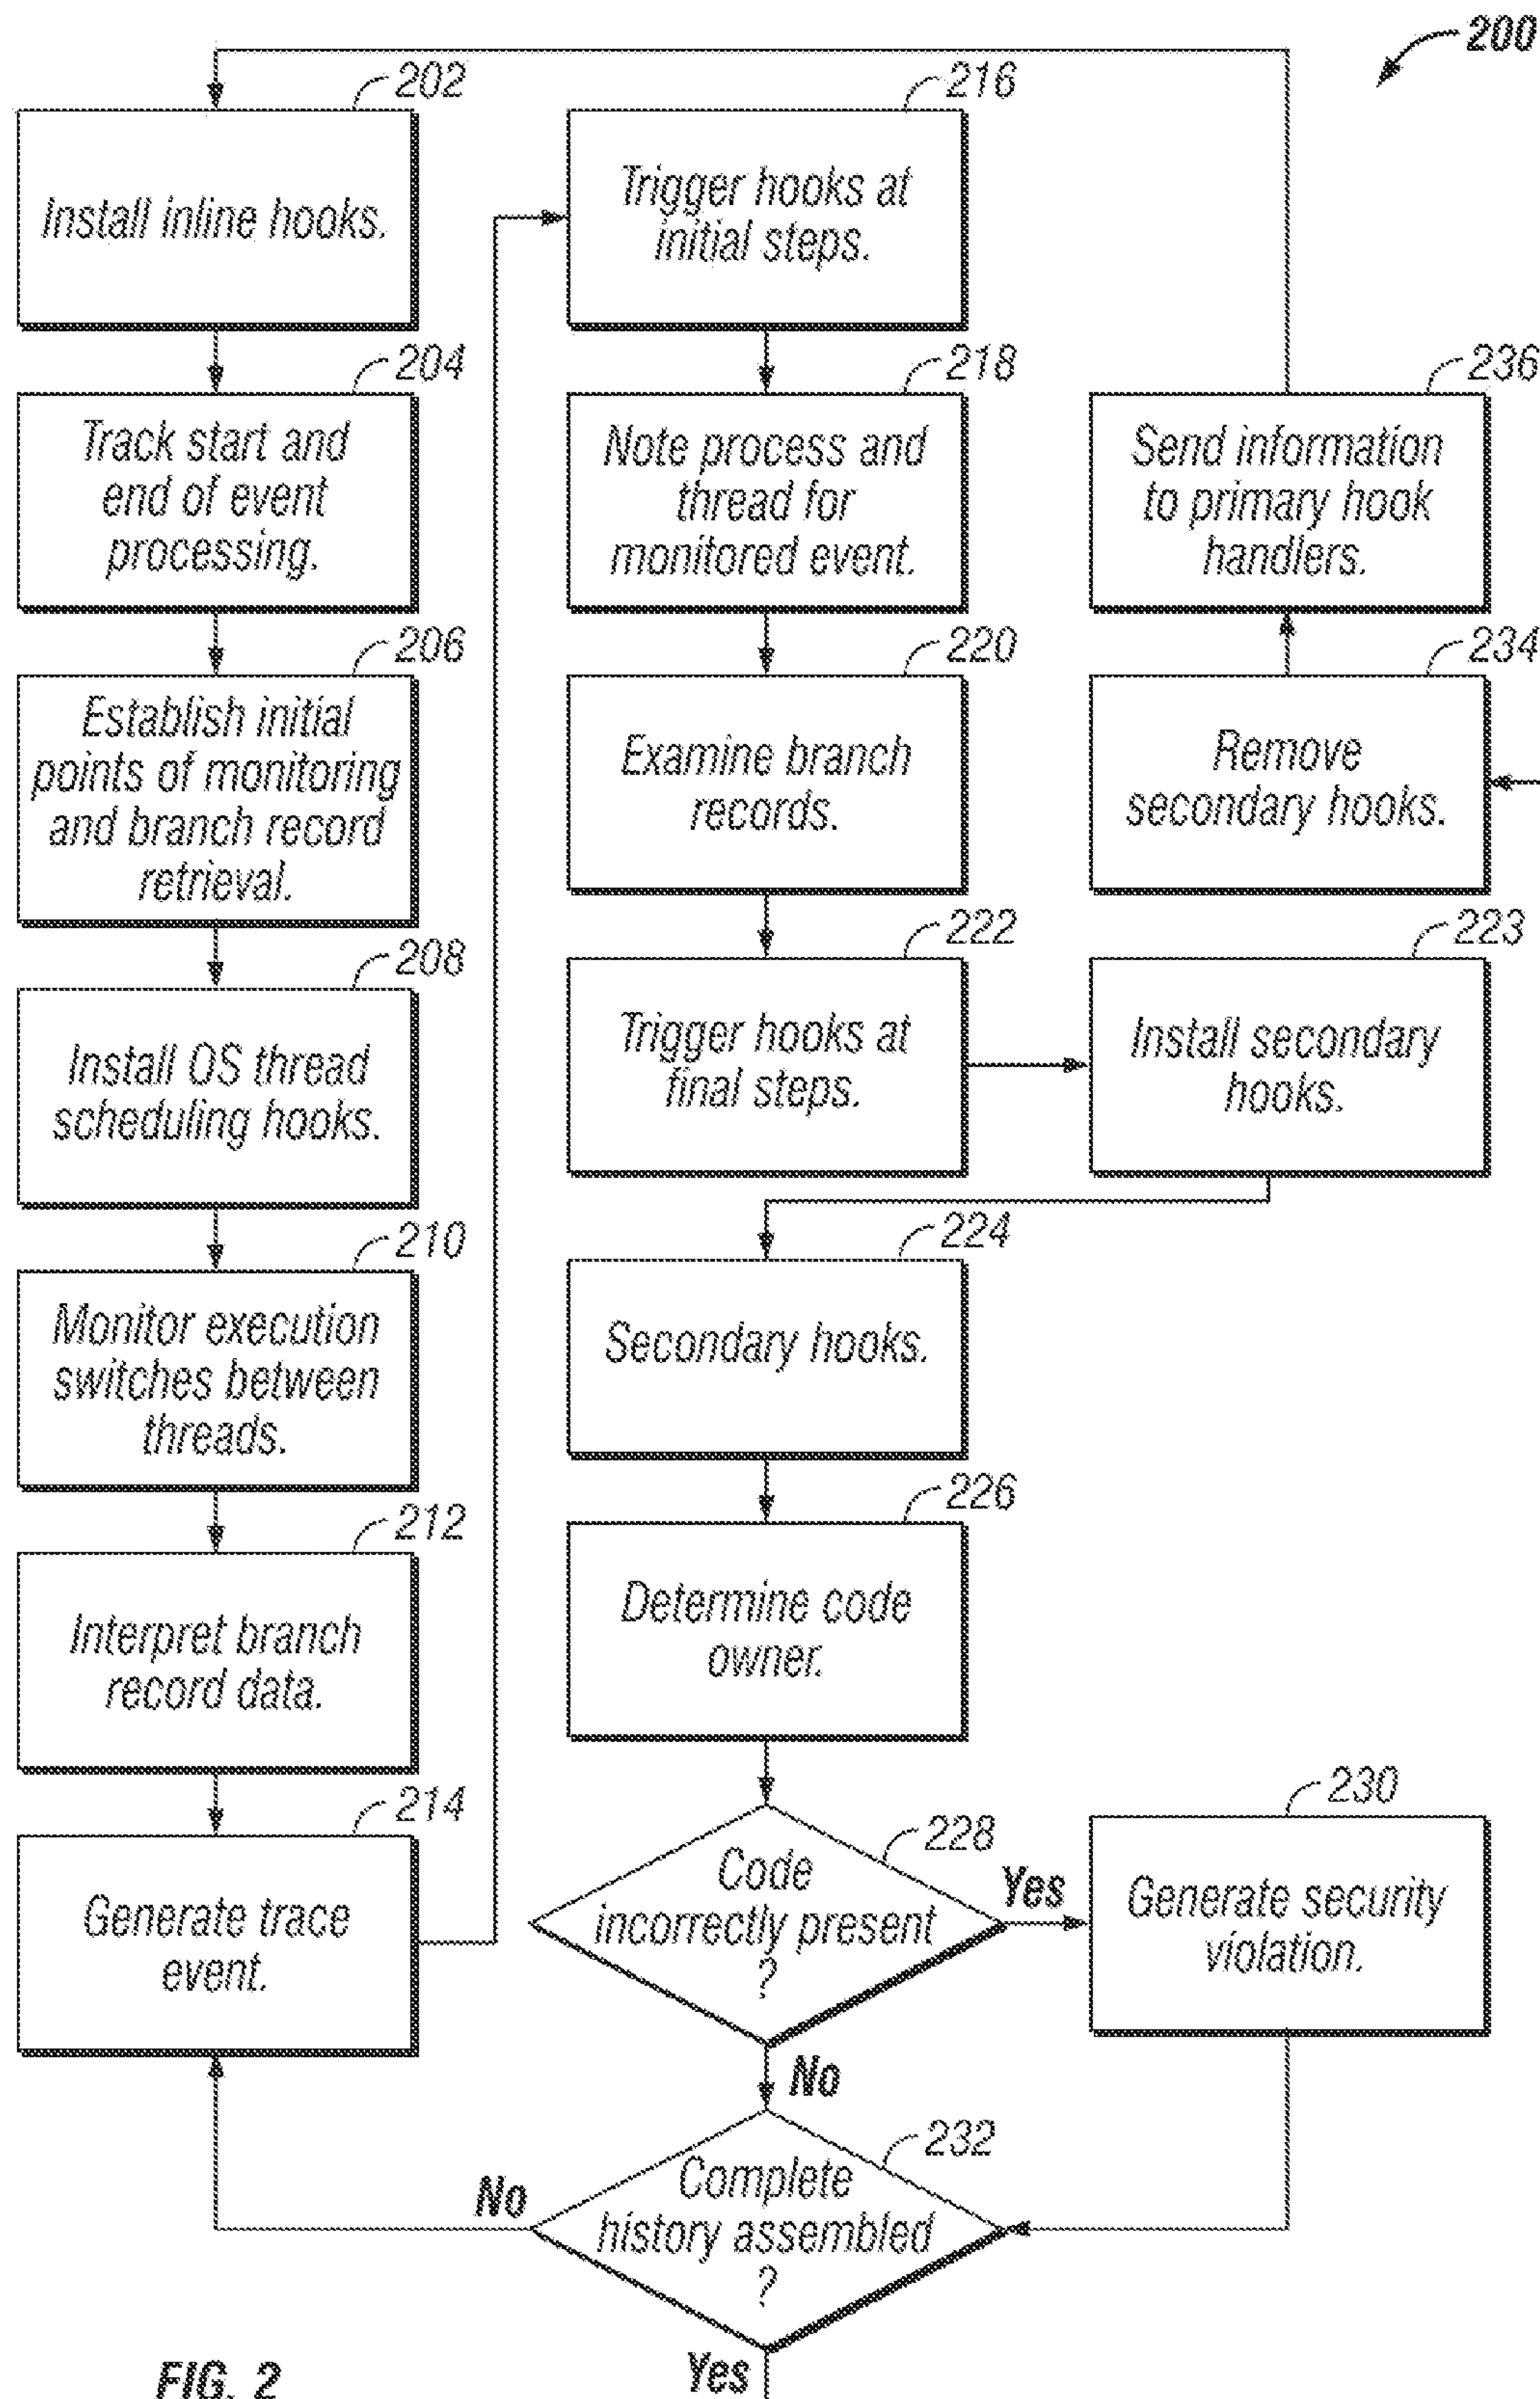 200
202
Install inline hooks.
204
Track start and
end of event
processing.
206
Establish initial
points of monitoring
and branch record
retrieval.
208
Install OS thread
scheduling hooks.
210
Monitor execution
switches between
threads.
212
Interpret branch
record data.
214
Generate trace
event.
216
Trigger hooks at
initial steps.
218
Note process and
thread for
monitored event.
220
Examine branch
records.
222
Trigger hooks at
final steps.
223
Install secondary
hooks.
224
Secondary hooks.
226
Determine code
owner.
228
Code
incorrectly present
?
Yes
No
230
Generate security
violation.
232
Complete
history assembled
?
No
Yes
234
Remove
secondary hooks.
236
Send information
to primary hook
handlers.
FIG. 2